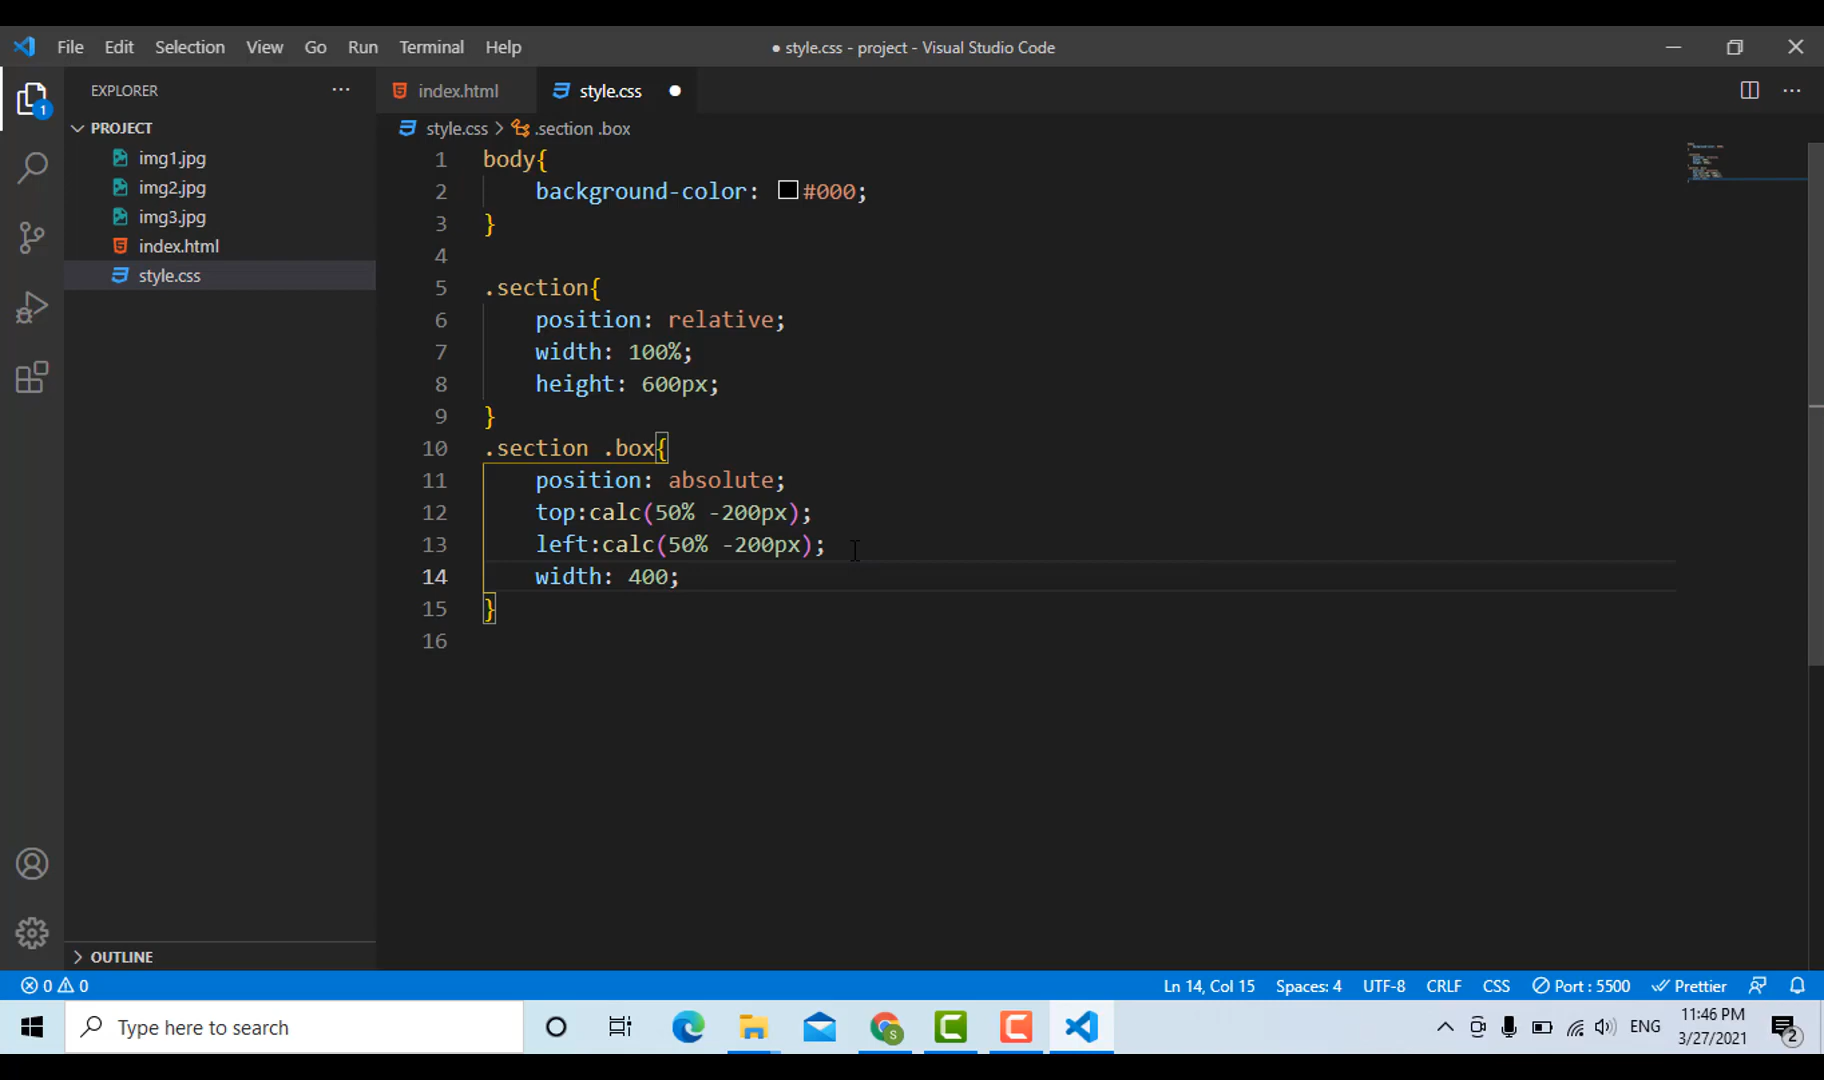 File Edit Selection View Go Run Terminal Help
● style.css - project - Visual Studio Code
EXPLORER
index.html
style.css
PROJECT
style.css > .section .box
img1.jpg
img2.jpg
img3.jpg
index.html
style.css
1 body{
2 background-color: #000;
3 }
4
5 .section{
6 position: relative;
7 width: 100%;
8 height: 600px;
9 }
10 .section .box{
11 position: absolute;
12 top:calc(50% -200px);
13 left:calc(50% -200px);
14 width: 400;
15 }
16
1
OUTLINE
0 0
Ln 14, Col 15 Spaces: 4 UTF-8 CRLF CSS Port : 5500 Prettier
Type here to search
S
ENG
11:46 PM
3/27/2021
2